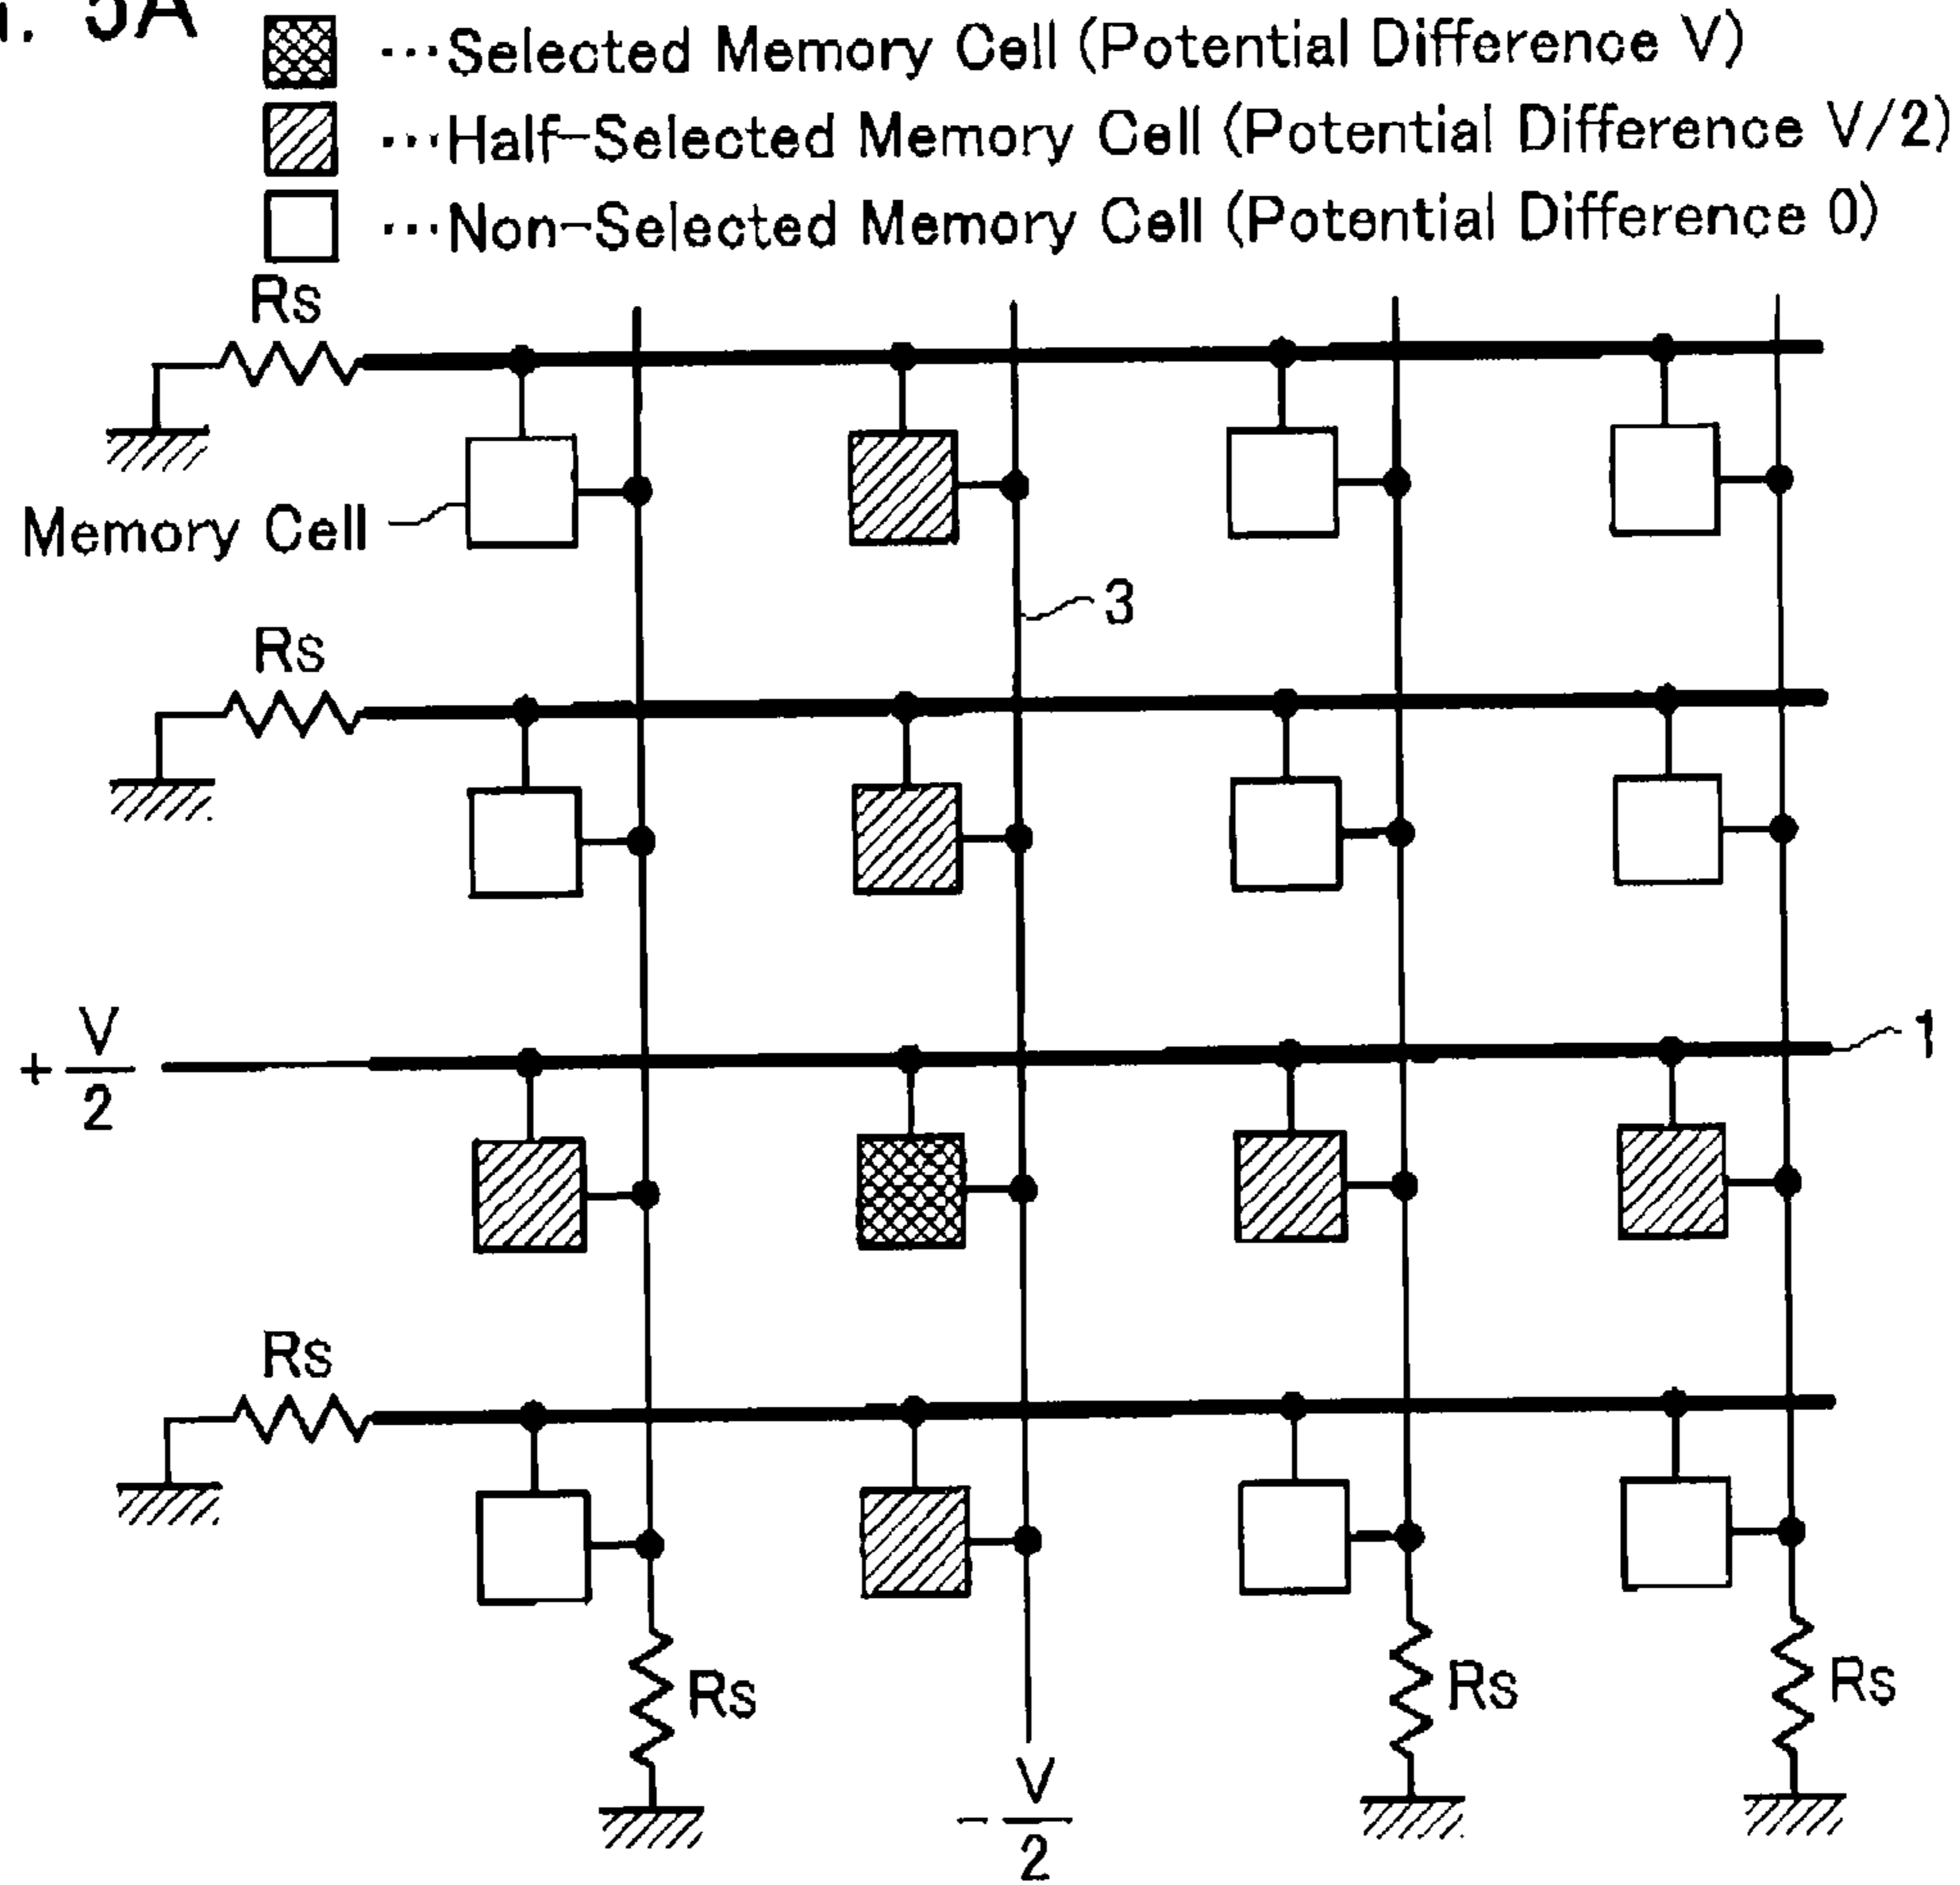 5A
…Selected Memory Cell (Potential Difference V)
…Half-Selected Memory Cell (Potential Difference V/2)
…Non-Selected Memory Cell (Potential Difference 0)
Rs
Memory Cell
3
Rs
+ V/2
1
Rs
Rs
Rs
Rs
- V/2